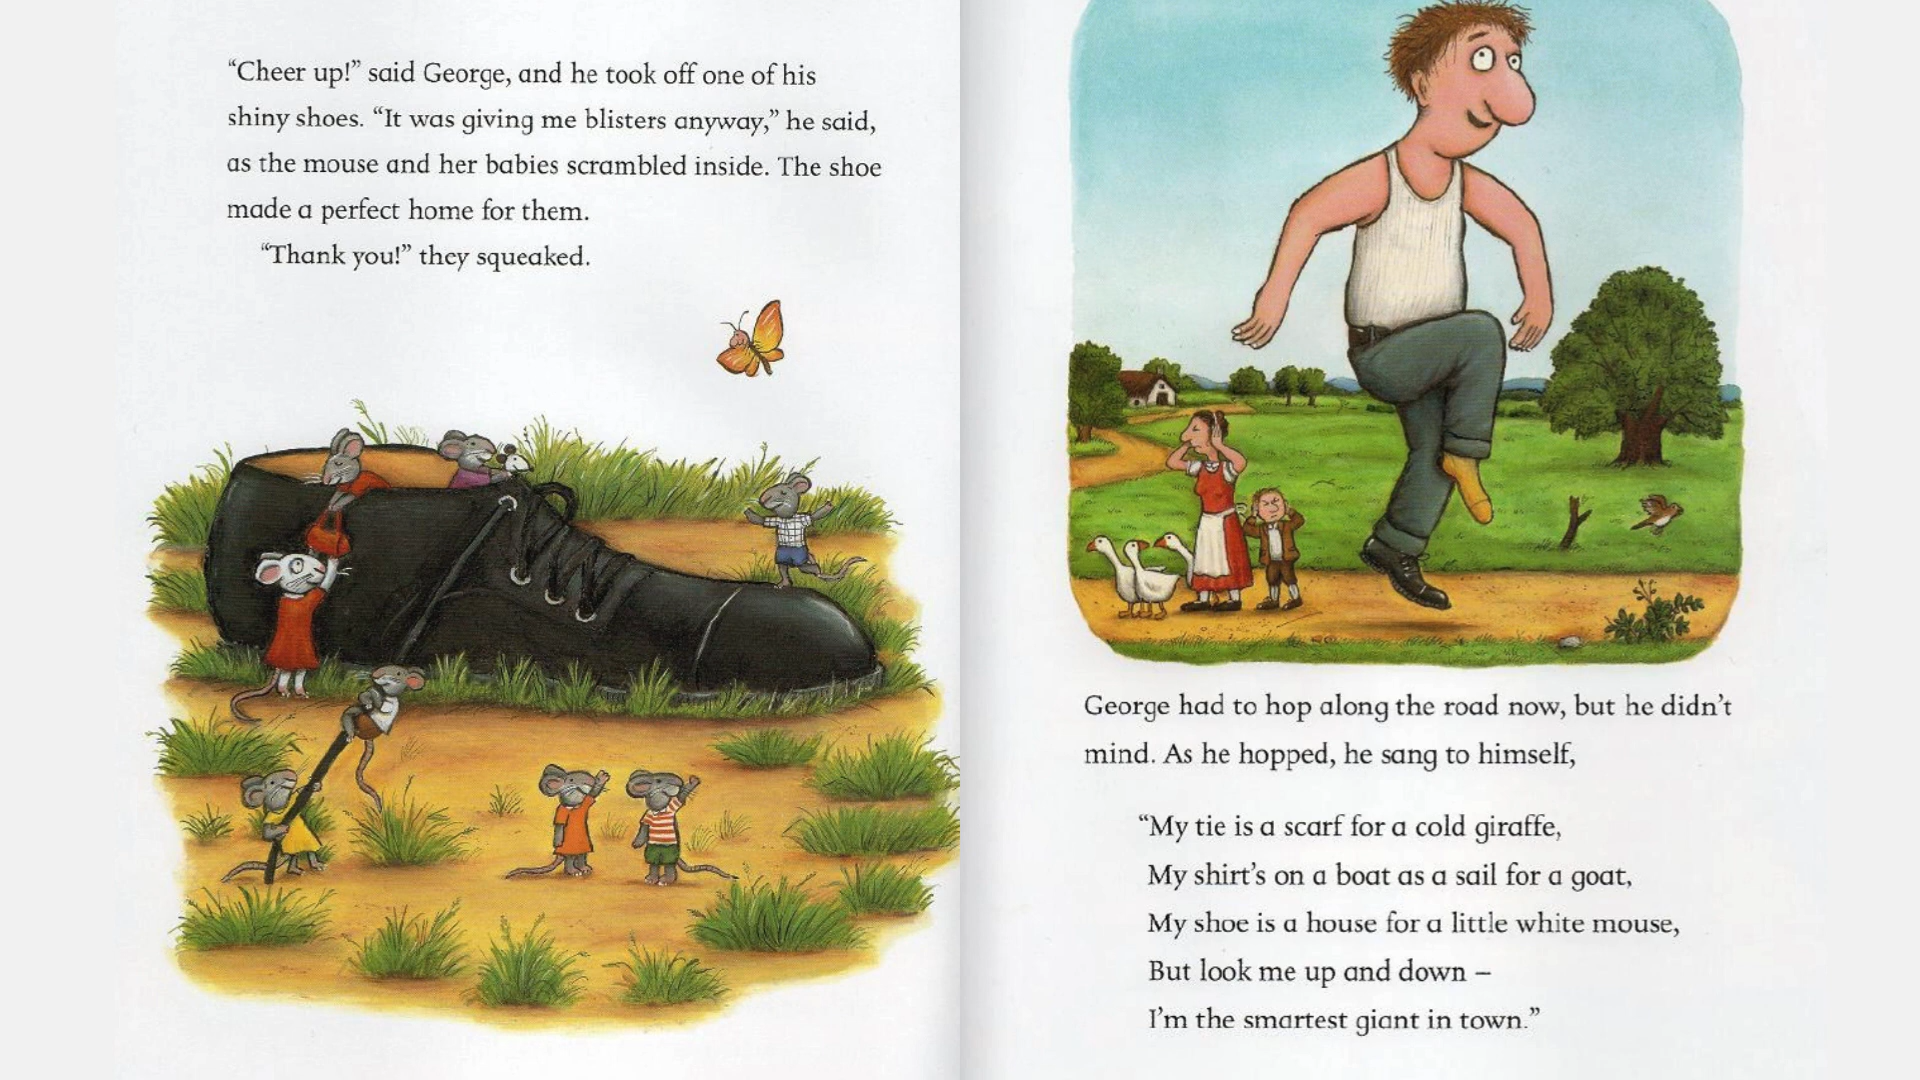 “Cheer up!” said George, and he took off one of his
shiny shoes. “It was giving me blisters anyway,” he said,
as the mouse and her babies scrambled inside. The shoe
made a perfect home for them.
“Thank you!” they squeaked.
George had to hop along the road now, but he didn’t
mind. As he hopped, he sang to himself,
“My tie is a scarf for a cold giraffe,
My shirt’s on a boat as a sail for a goat,
My shoe is a house for a little white mouse,
But look me up and down –
I’m the smartest giant in town.”